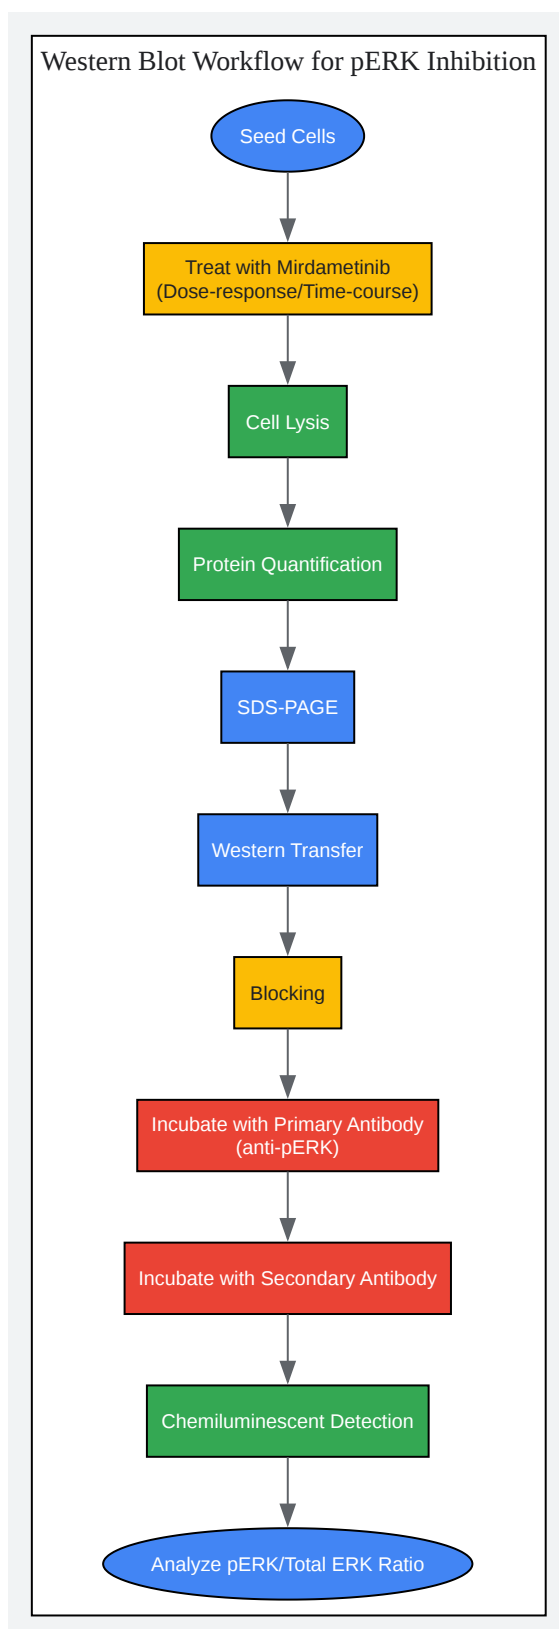 Western Blot Workflow for pERK Inhibition
Seed Cells
Treat with Mirdametinib
(Dose-response/Time-course)
Cell Lysis
Protein Quantification
SDS-PAGE
Western Transfer
Blocking
Incubate with Primary Antibody
(anti-pERK)
Incubate with Secondary Antibody
Chemiluminescent Detection
Analyze pERK/Total ERK Ratio